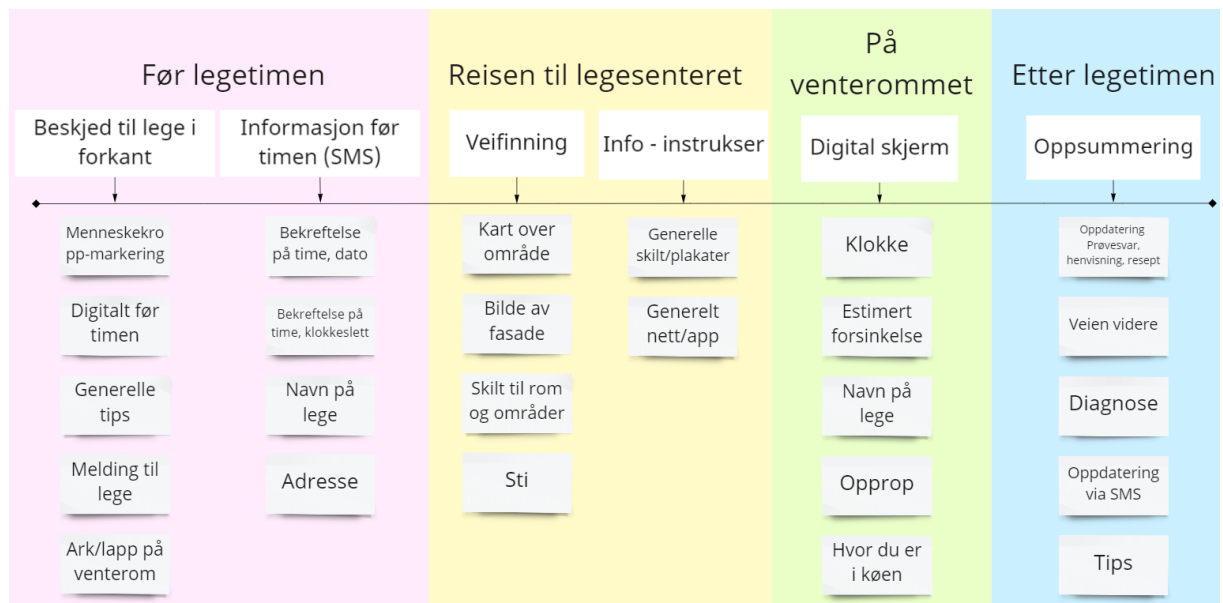 Før legetimen
Beskjed til lege i
forkant
Menneskekro
pp-markering
Digitalt før
timen
Generelle
tips
Melding til
lege
Ark/lapp på
venterom
Informasjon før
timen (SMS)
Bekreftelse
på time, dato
Bekreftelse på
time, klokkeslett
Navn på
lege
Adresse
Reisen til legesenteret
Veifinning
Kart over
område
Bilde av
fasade
Skilt til rom
og områder
Sti
Info - instrukser
Generelle
skilt/plakater
Generelt
nett/app
På
venterommet
Digital skjerm
Klokke
Estimert
forsinkelse
Navn på
lege
Opprop
Hvor du er
i køen
Etter legetimen
Oppsummering
Oppdatering
Prøvesvar,
henvisning, resept
Veien videre
Diagnose
Oppdatering
via SMS
Tips